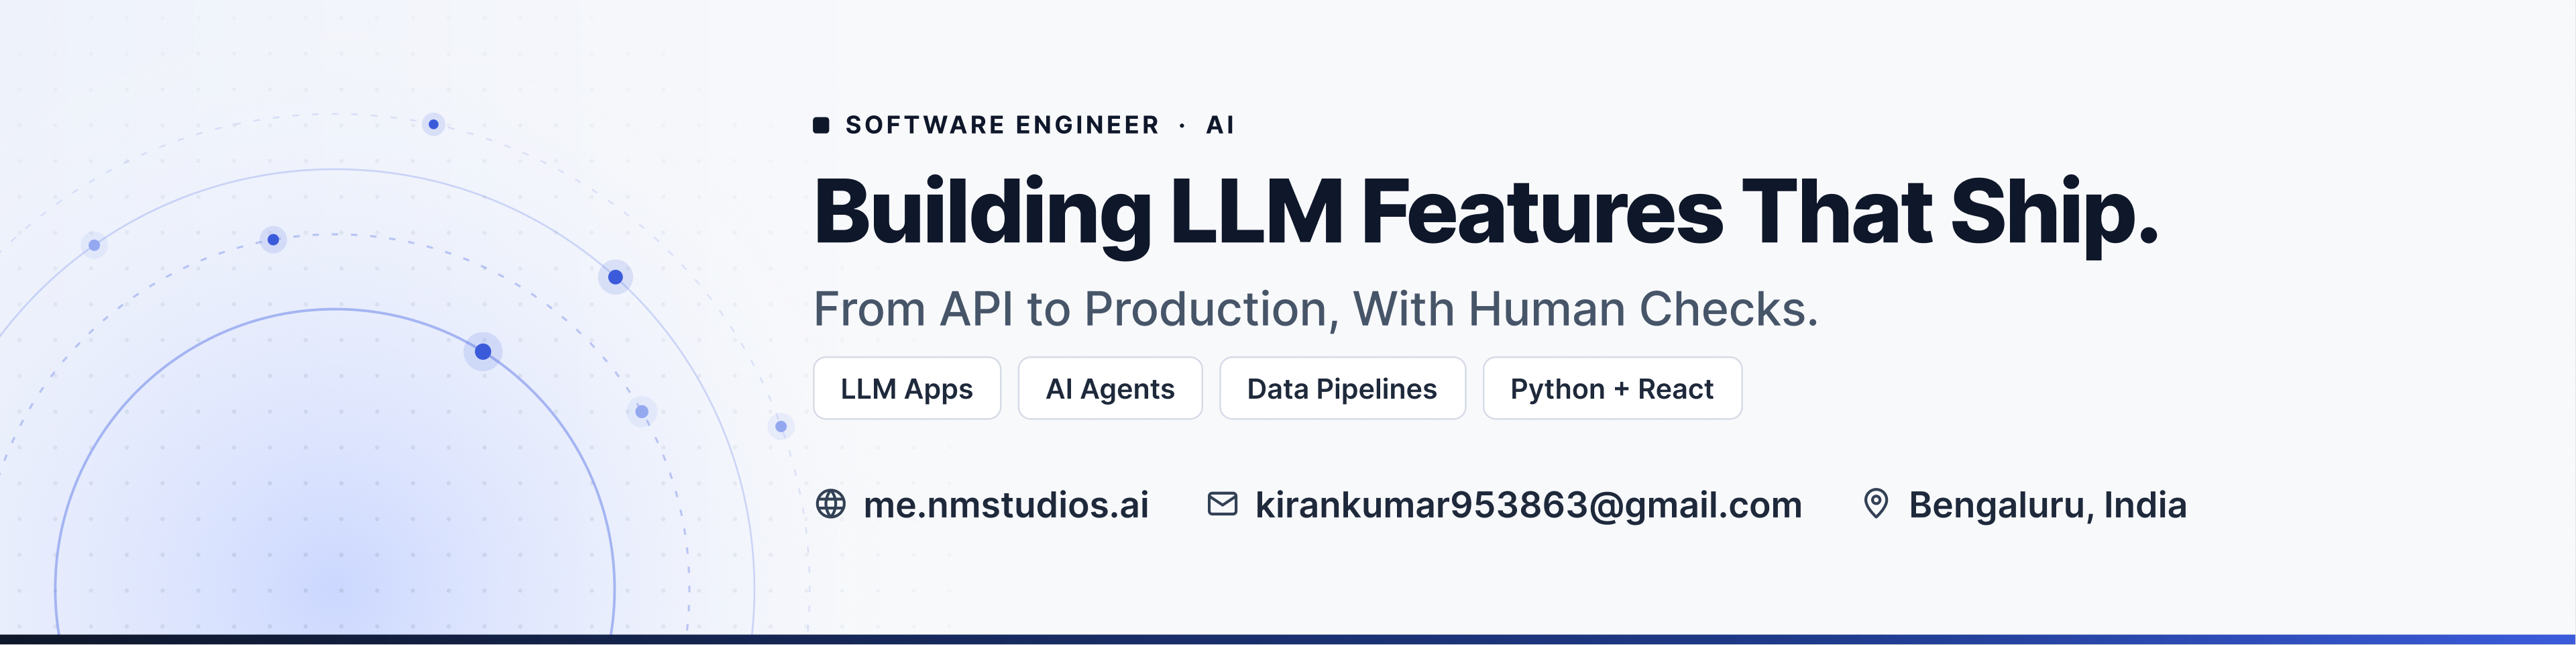 SOFTWARE ENGINEER · AI
Building LLM Features That Ship.
From API to Production, With Human Checks.
LLM Apps AI Agents Data Pipelines Python + React
me.nmstudios.ai kirankumar953863@gmail.com Bengaluru, India